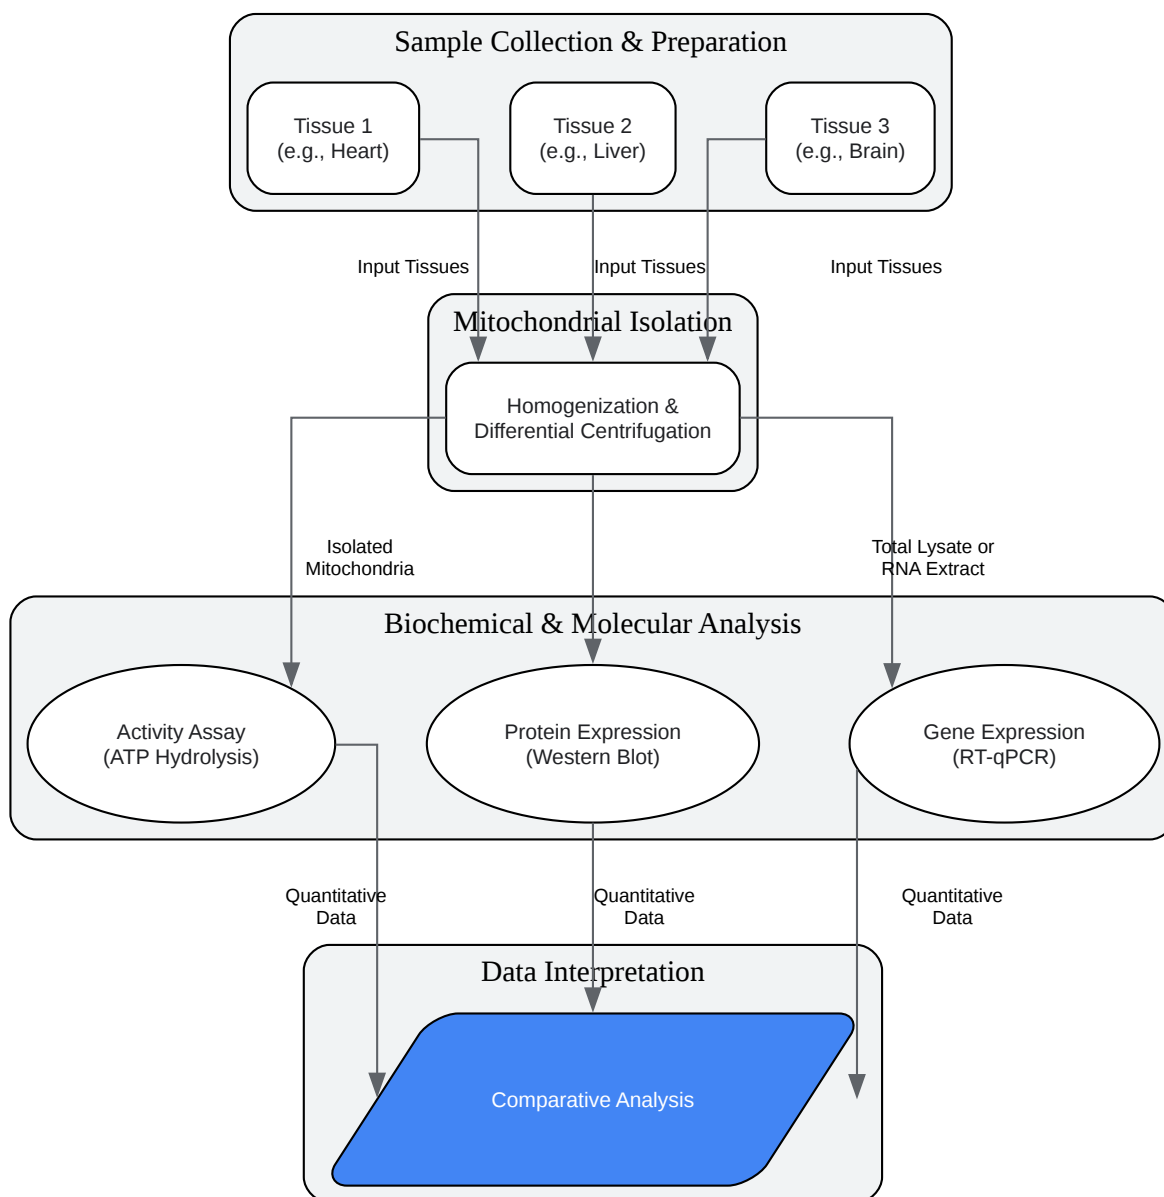 Sample Collection & Preparation
Tissue 1
(e.g., Heart)
Tissue 2
(e.g., Liver)
Tissue 3
(e.g., Brain)
Input Tissues
Input Tissues
Input Tissues
Mitochondrial Isolation
Homogenization &
Differential Centrifugation
Isolated
Mitochondria
Total Lysate or
RNA Extract
Biochemical & Molecular Analysis
Activity Assay
(ATP Hydrolysis)
Protein Expression
(Western Blot)
Gene Expression
(RT-qPCR)
Quantitative
Data
Quantitative
Data
Quantitative
Data
Data Interpretation
Comparative Analysis